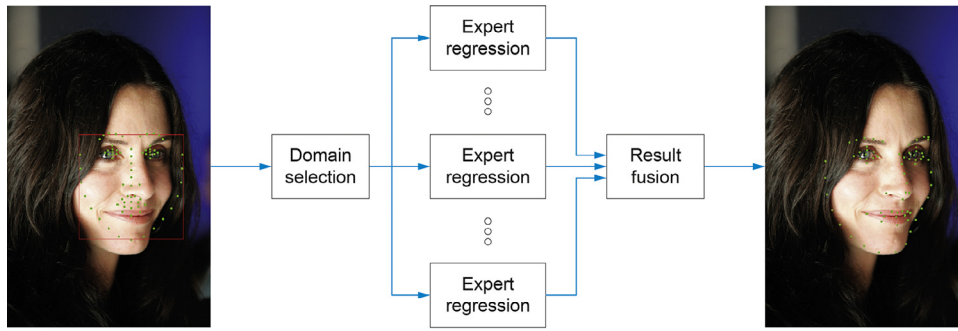 Expert
regression
Domain
selection
Expert
regression
Result
fusion
Expert
regression